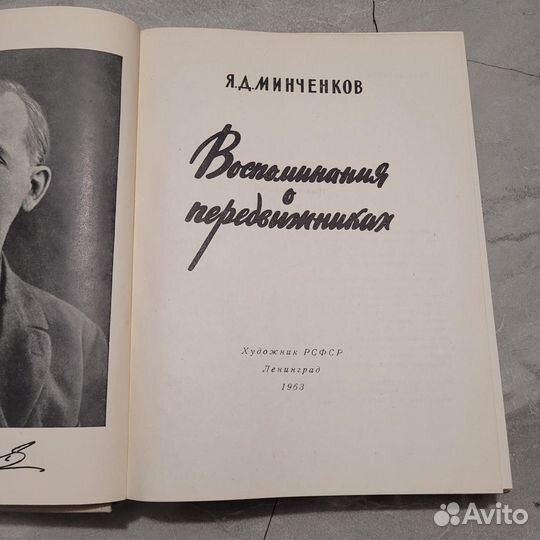 Я.Д.МИНЧЕНКОВ
Воспоминания
о
передвижниках
Художник РСФСР
Ленинград
1963
Avito